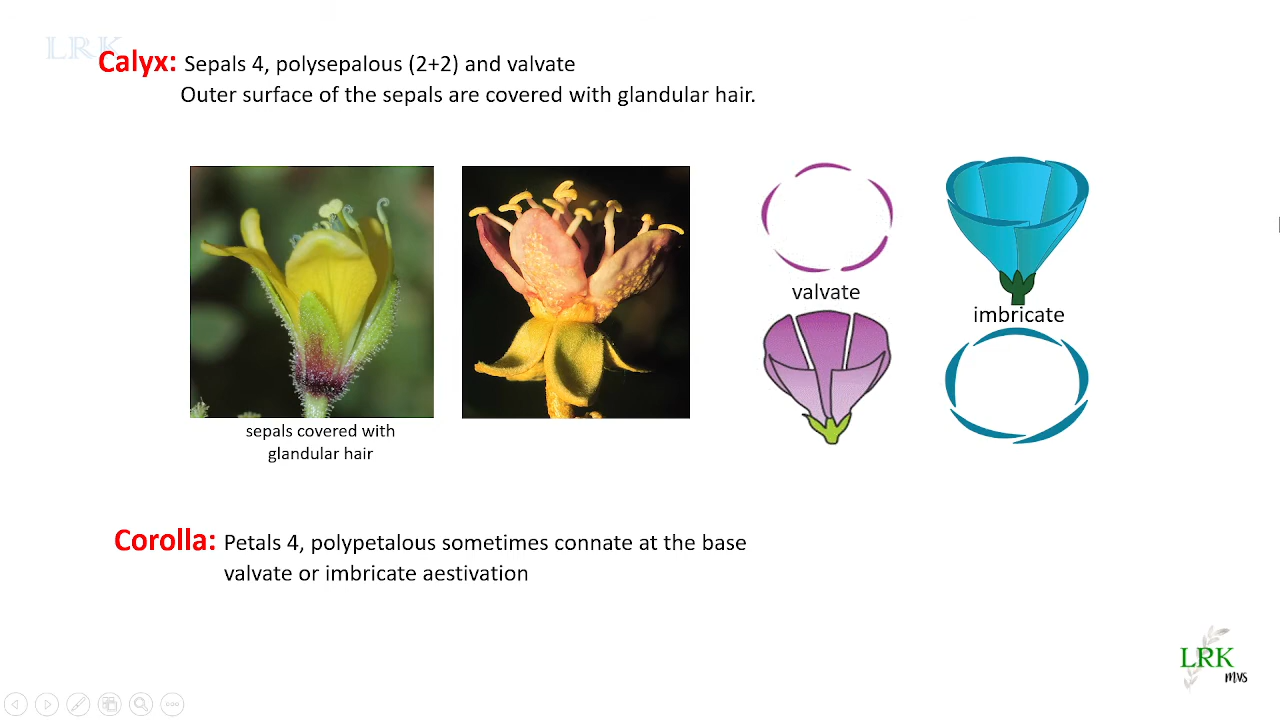 LRK
Calyx: Sepals 4, polysepalous (2+2) and valvate
Outer surface of the sepals are covered with glandular hair.
valvate
imbricate
sepals covered with
glandular hair
Corolla: Petals 4, polypetalous sometimes connate at the base
valvate or imbricate aestivation
LRK
mvs